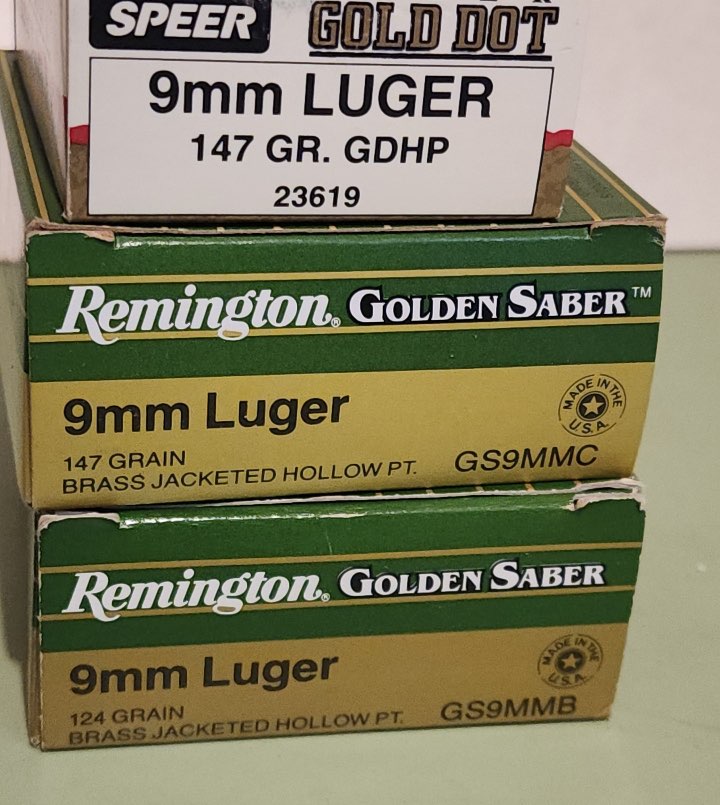 SPEER GOLD DOT
9mm LUGER
147 GR. GDHP
23619
Remington® GOLDEN SABER™
9mm Luger
MADE IN THE U.S.A.
147 GRAIN
BRASS JACKETED HOLLOW PT. GS9MMC
Remington® GOLDEN SABER
9mm Luger
MADE IN THE U.S.A.
124 GRAIN
BRASS JACKETED HOLLOW PT. GS9MMB